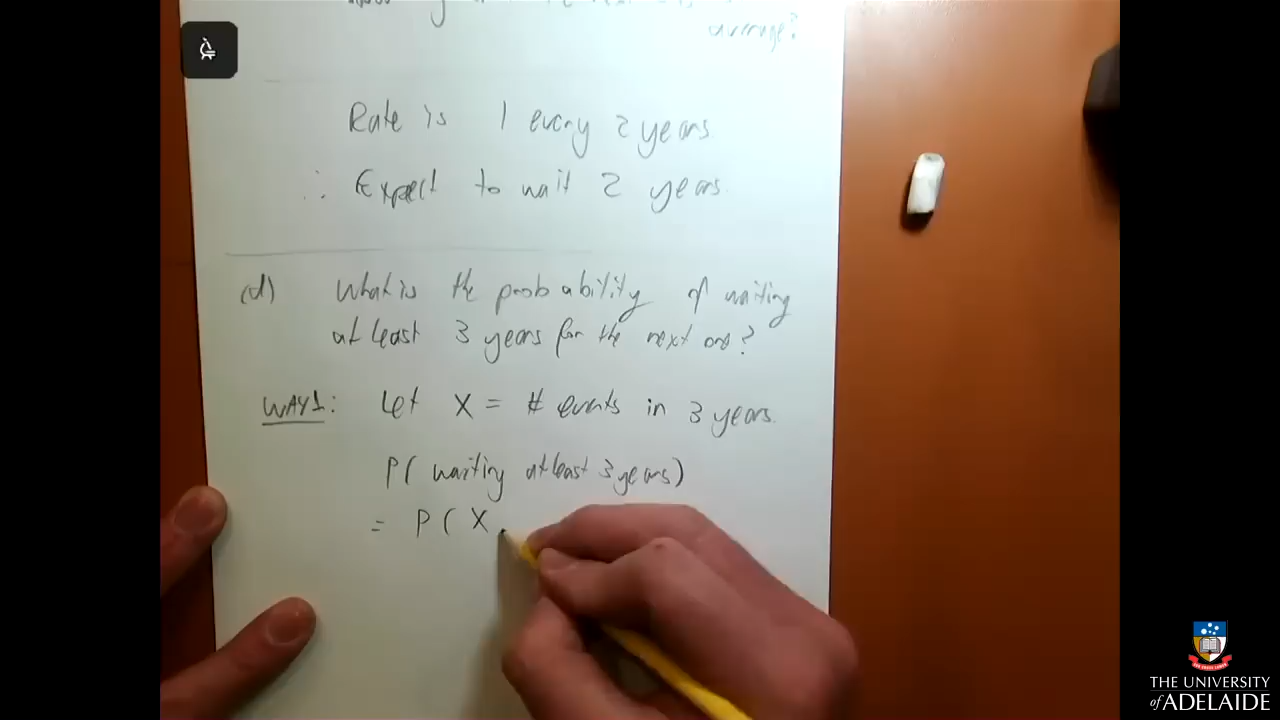 average?
Rate is 1 every 2 years
∴ Expect to wait 2 years.
(d) What is the probability of waiting
at least 3 years for the next one?
WAY1: Let X = # events in 3 years.
P( waiting at least 3 years)
= P( X
THE UNIVERSITY
of ADELAIDE